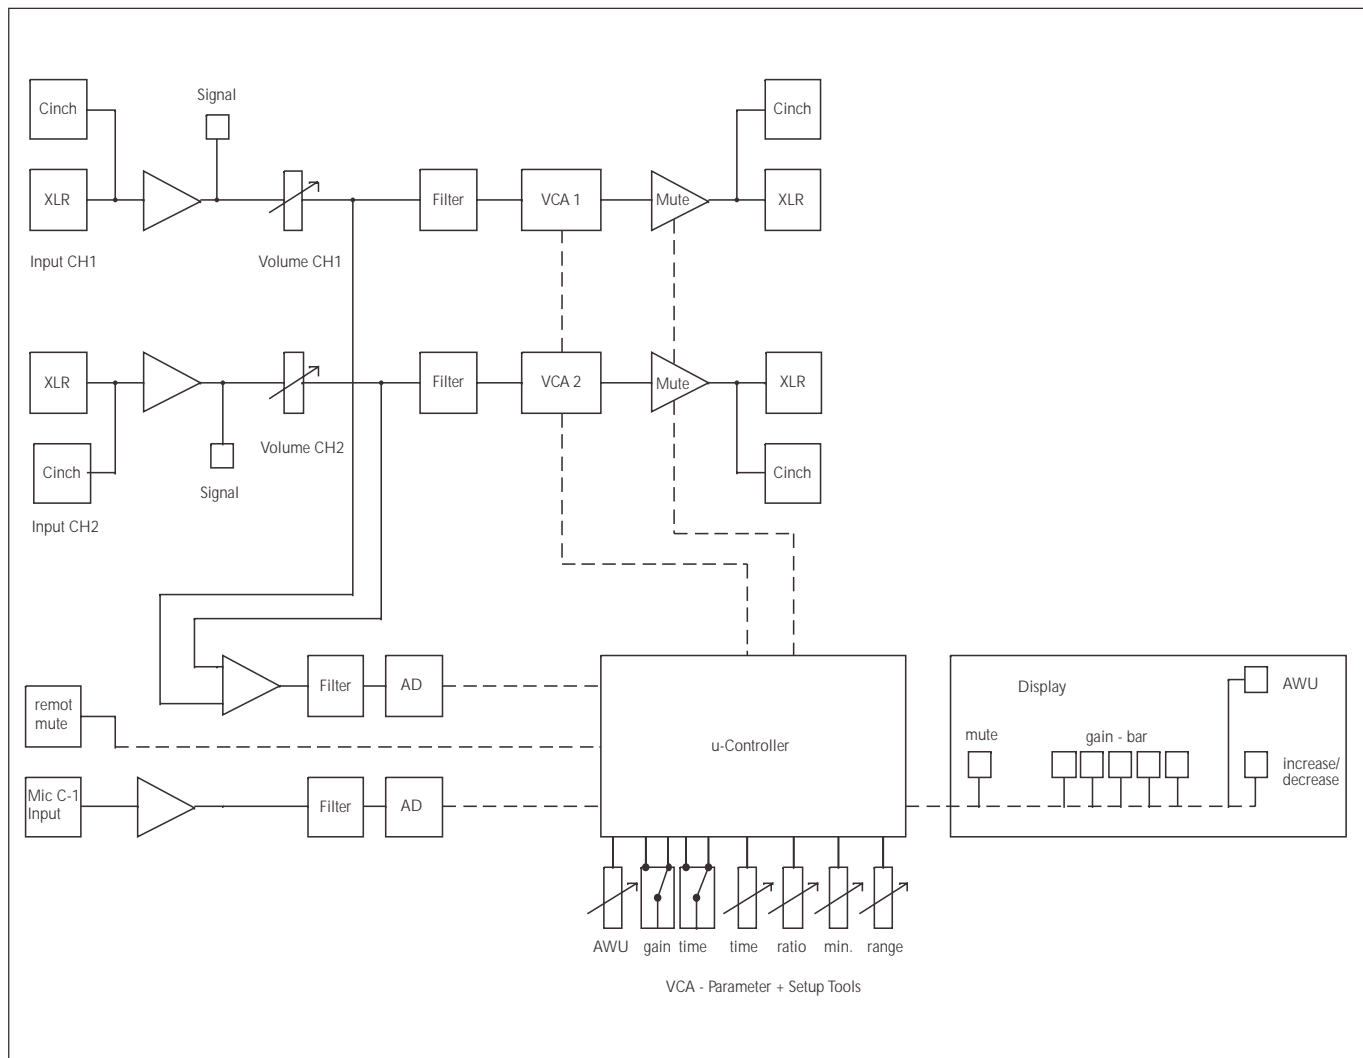 Signal
Cinch
Cinch
XLR
Filter
VCA 1
Mute
XLR
Input CH1
Volume CH1
XLR
Filter
VCA 2
Mute
XLR
Volume CH2
Cinch
Signal
Cinch
Input CH2
Filter
AD
remot
mute
u-Controller
Display
AWU
mute
gain - bar
increase/
decrease
Mic C-1
Input
Filter
AD
AWU
gain
time
time
ratio
min.
range
VCA - Parameter + Setup Tools